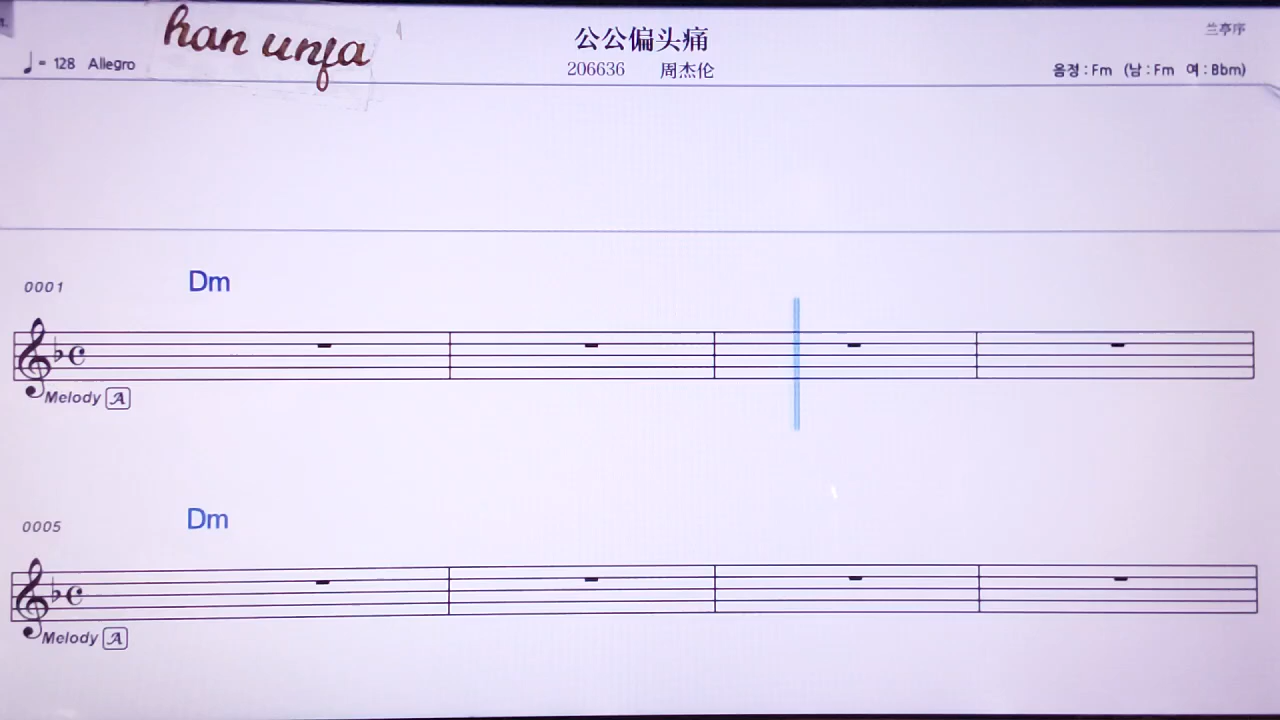 han unfa
♩= 128 Allegro
公公偏头痛
206636 周杰伦
兰亭序
음정 : Fm (남 : Fm 여 : Bbm)
0001
Dm
Melody A
0005
Dm
Melody A